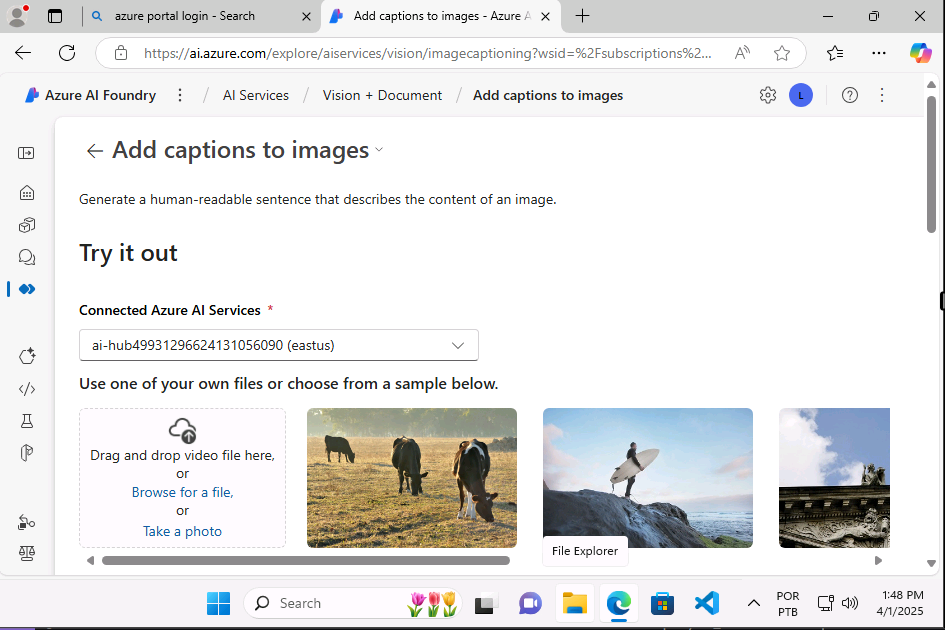 azure portal login - Search
Add captions to images - Azure A
https://ai.azure.com/explore/aiservices/vision/imagecaptioning?wsid=%2Fsubscriptions%2...
Azure AI Foundry / AI Services / Vision + Document / Add captions to images
L
Add captions to images
Generate a human-readable sentence that describes the content of an image.
Try it out
Connected Azure AI Services *
ai-hub49931296624131056090 (eastus)
Use one of your own files or choose from a sample below.
Drag and drop video file here,
or
Browse for a file,
or
Take a photo
File Explorer
Search
POR
PTB
1:48 PM
4/1/2025